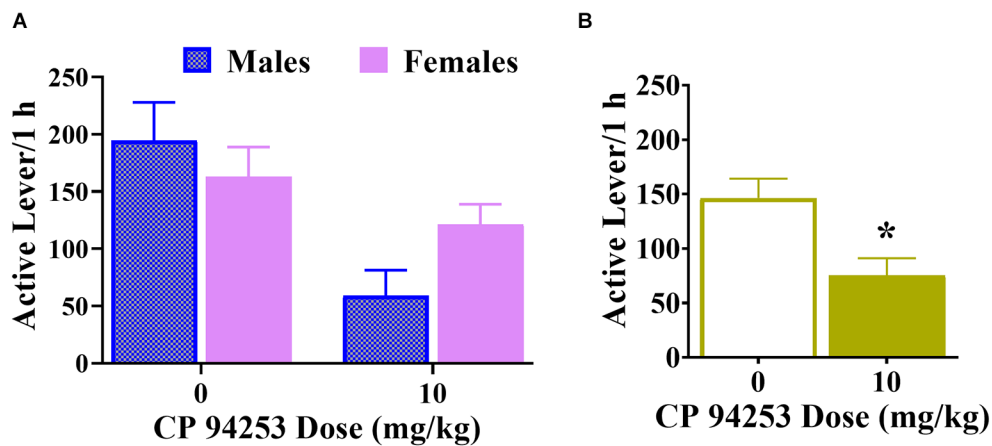 A
Males Females
Active Lever/1 h
250
200
150
100
50
0
0 10
CP 94253 Dose (mg/kg)
B
Active Lever/1 h
250
200
150
100
50
0
*
0 10
CP 94253 Dose (mg/kg)